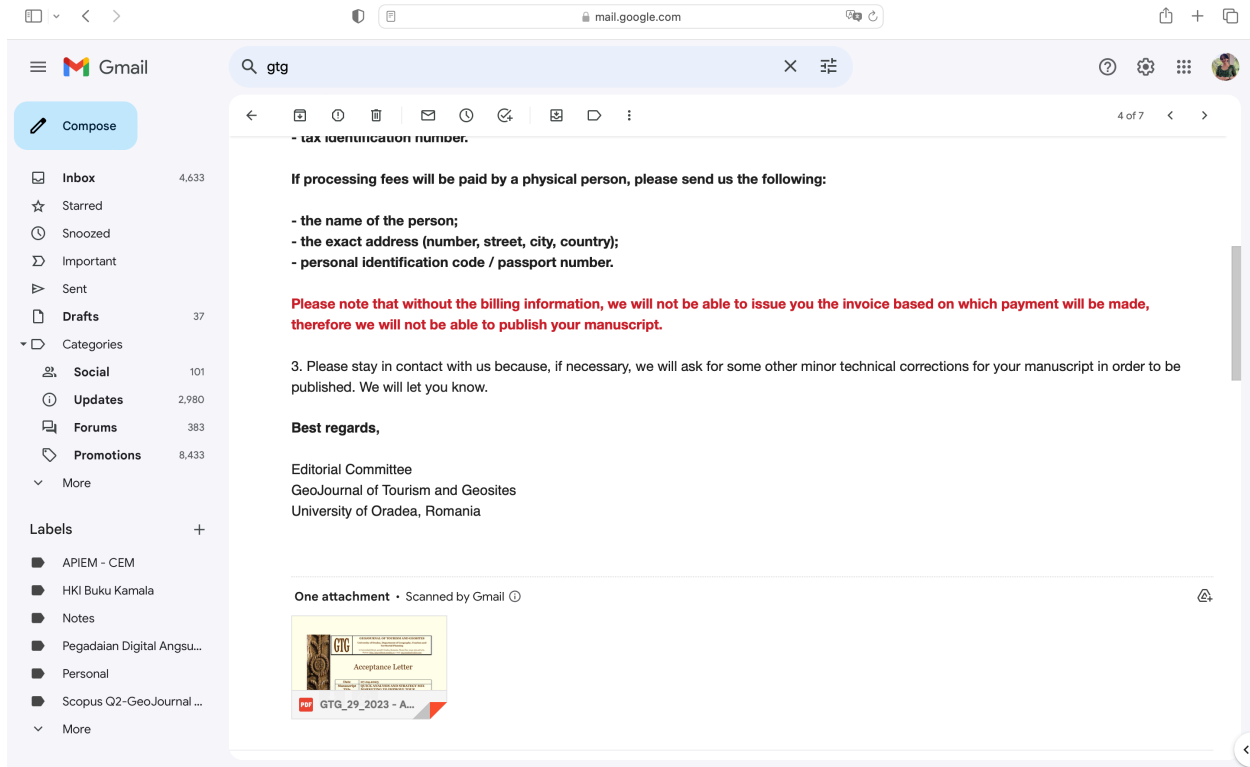 mail.google.com
Gmail
gtg
Compose
4 of 7
Inbox 4,633
Starred
Snoozed
Important
Sent
Drafts 37
Categories
Social 101
Updates 2,980
Forums 383
Promotions 8,433
More
Labels
APIEM - CEM
HKI Buku Kamala
Notes
Pegadaian Digital Angsu...
Personal
Scopus Q2-GeoJournal ...
More
- tax identification number.
If processing fees will be paid by a physical person, please send us the following:
- the name of the person;
- the exact address (number, street, city, country);
- personal identification code / passport number.
Please note that without the billing information, we will not be able to issue you the invoice based on which payment will be made,
therefore we will not be able to publish your manuscript.
3. Please stay in contact with us because, if necessary, we will ask for some other minor technical corrections for your manuscript in order to be
published. We will let you know.
Best regards,
Editorial Committee
GeoJournal of Tourism and Geosites
University of Oradea, Romania
One attachment • Scanned by Gmail
GTG
GEOJOURNAL OF TOURISM AND GEOSITES
Acceptance Letter
PDF GTG_29_2023 - A...